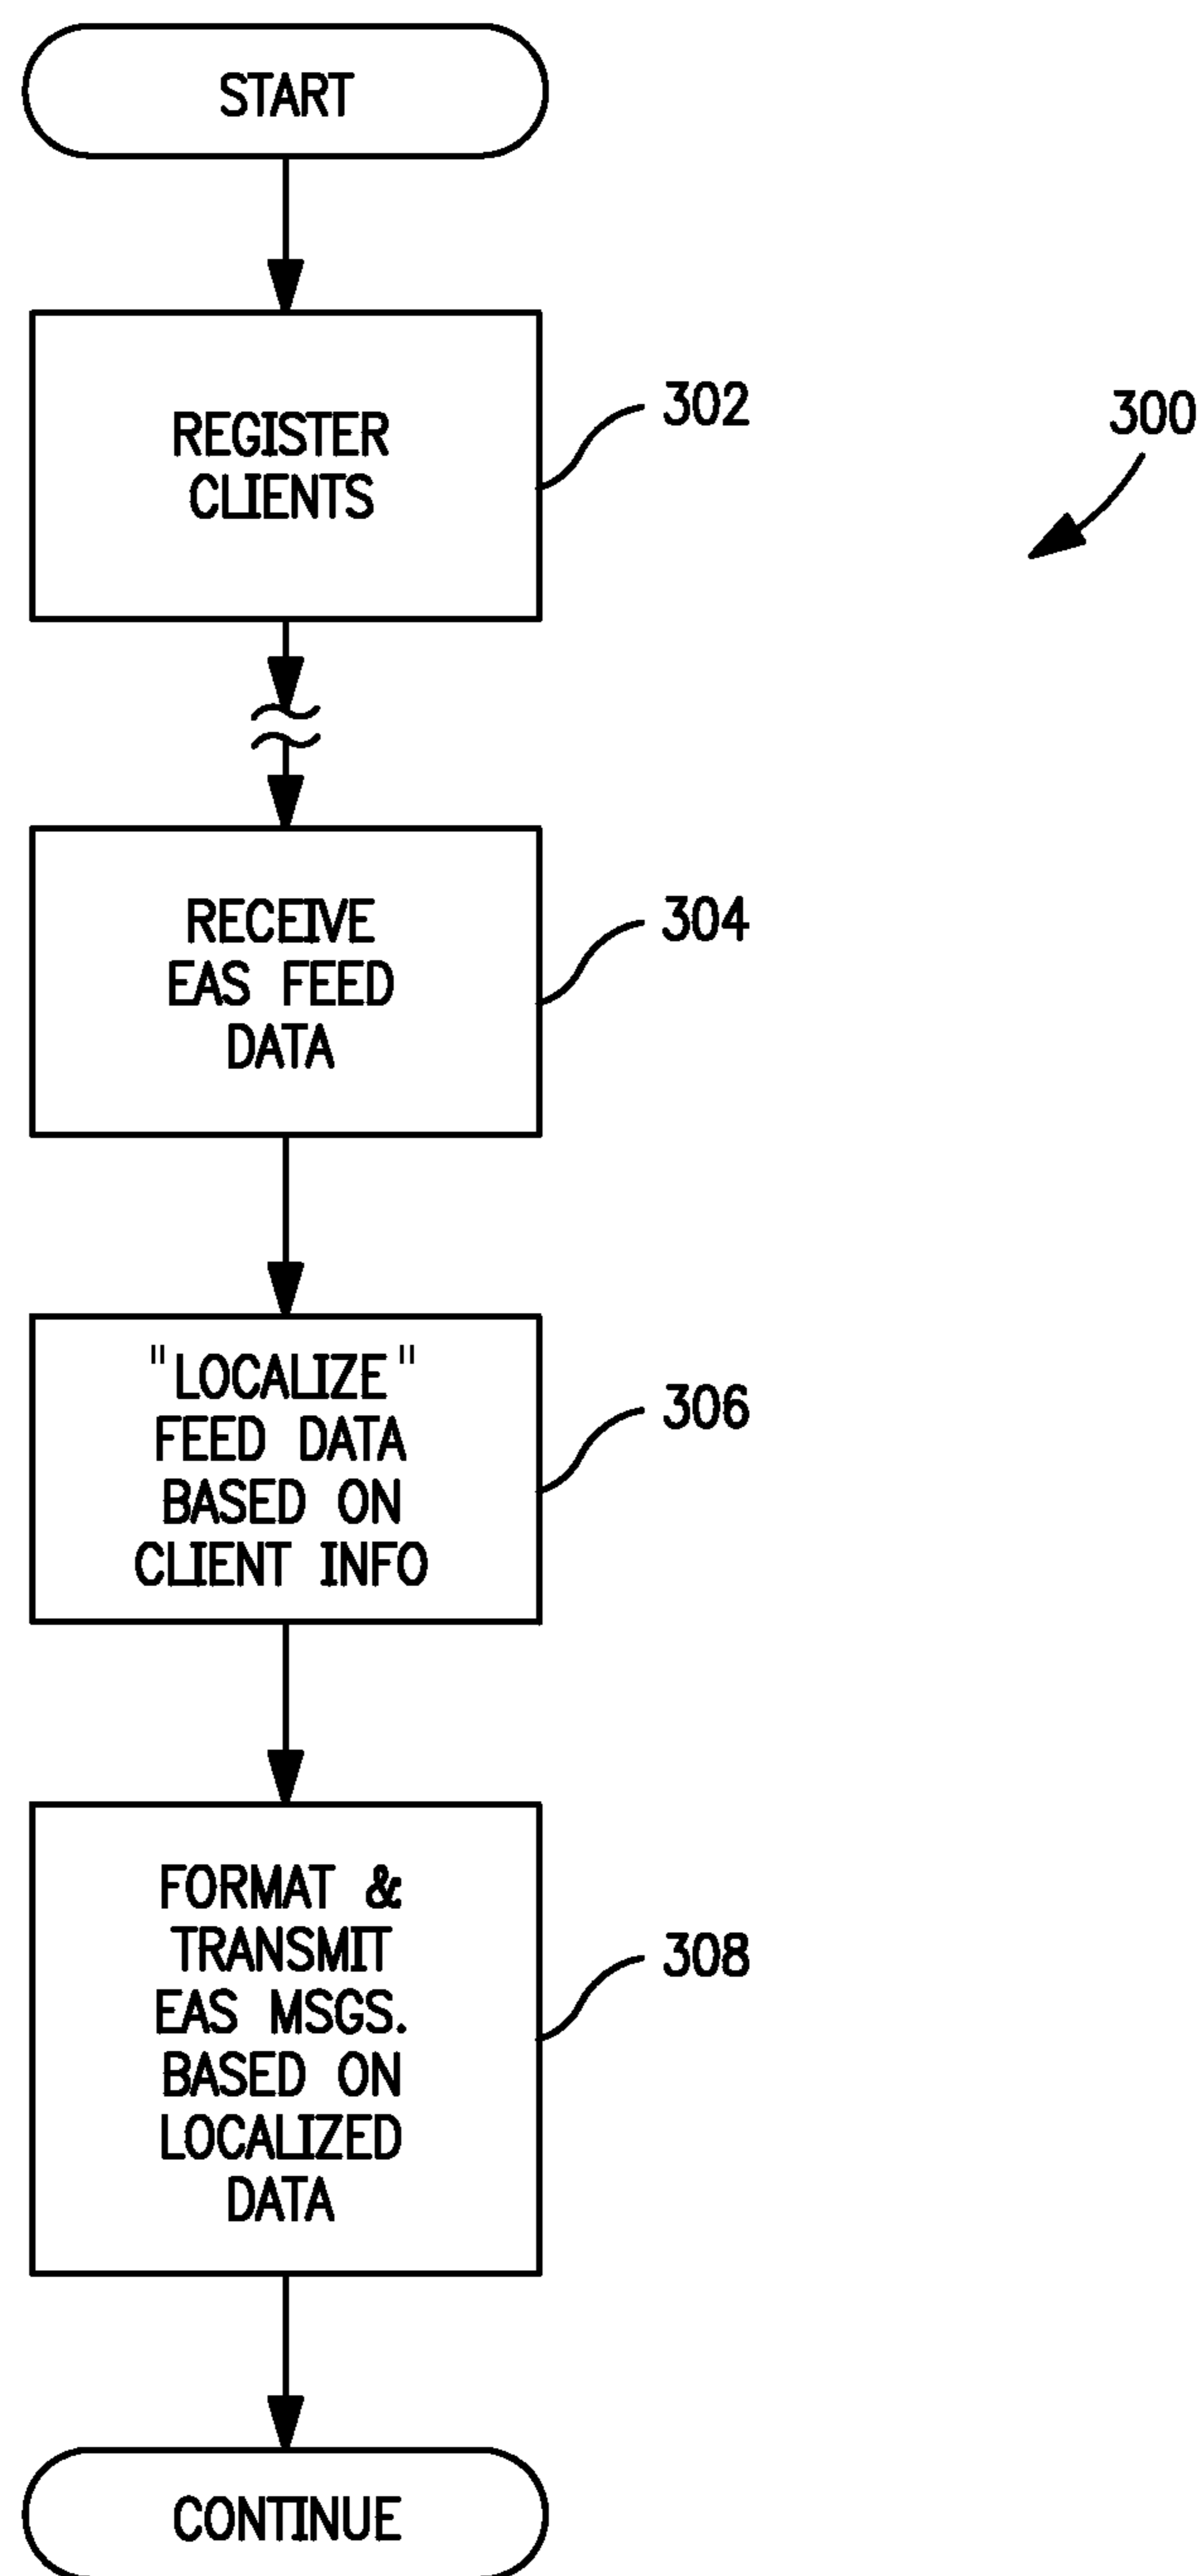 START
REGISTER
CLIENTS
302
300
RECEIVE
EAS FEED
DATA
304
"LOCALIZE"
FEED DATA
BASED ON
CLIENT INFO
306
FORMAT &
TRANSMIT
EAS MSGS.
BASED ON
LOCALIZED
DATA
308
CONTINUE